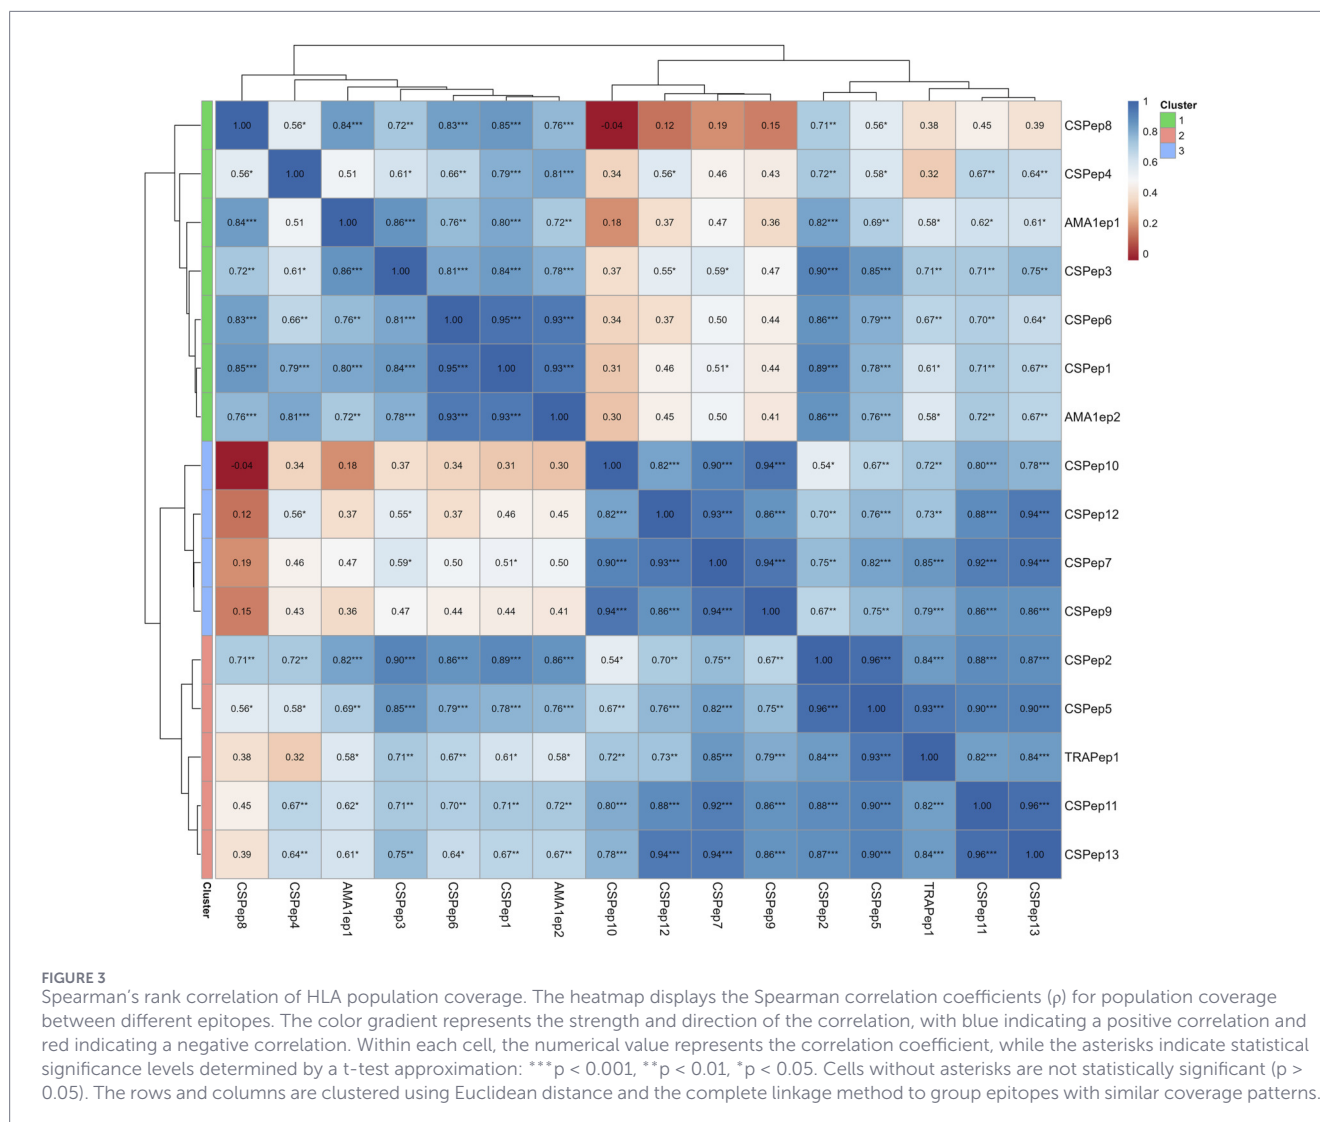 1.00 0.56* 0.84*** 0.72** 0.83*** 0.85*** 0.76*** -0.04 0.12 0.19 0.15 0.71** 0.56* 0.38 0.45 0.39 CSPep8
0.56* 1.00 0.51 0.61* 0.66** 0.79*** 0.81*** 0.34 0.56* 0.46 0.43 0.72** 0.58* 0.32 0.67** 0.64** CSPep4
0.84*** 0.51 1.00 0.86*** 0.76** 0.80*** 0.72** 0.18 0.37 0.47 0.36 0.82*** 0.69** 0.58* 0.62* 0.61* AMA1ep1
0.72** 0.61* 0.86*** 1.00 0.81*** 0.84*** 0.78*** 0.37 0.55* 0.59* 0.47 0.90*** 0.85*** 0.71** 0.71** 0.75** CSPep3
0.83*** 0.66** 0.76** 0.81*** 1.00 0.95*** 0.93*** 0.34 0.37 0.50 0.44 0.86*** 0.79*** 0.67** 0.70** 0.64* CSPep6
0.85*** 0.79*** 0.80*** 0.84*** 0.95*** 1.00 0.93*** 0.31 0.46 0.51* 0.44 0.89*** 0.78*** 0.61* 0.71** 0.67** CSPep1
0.76*** 0.81*** 0.72** 0.78*** 0.93*** 0.93*** 1.00 0.30 0.45 0.50 0.41 0.86*** 0.76*** 0.58* 0.72** 0.67** AMA1ep2
-0.04 0.34 0.18 0.37 0.34 0.31 0.30 1.00 0.82*** 0.90*** 0.94*** 0.54* 0.67** 0.72** 0.80*** 0.78*** CSPep10
0.12 0.56* 0.37 0.55* 0.37 0.46 0.45 0.82*** 1.00 0.93*** 0.86*** 0.70** 0.76*** 0.73** 0.88*** 0.94*** CSPep12
0.19 0.46 0.47 0.59* 0.50 0.51* 0.50 0.90*** 0.93*** 1.00 0.94*** 0.75** 0.82*** 0.85*** 0.92*** 0.94*** CSPep7
0.15 0.43 0.36 0.47 0.44 0.44 0.41 0.94*** 0.86*** 0.94*** 1.00 0.67** 0.75** 0.79*** 0.86*** 0.86*** CSPep9
0.71** 0.72** 0.82*** 0.90*** 0.86*** 0.89*** 0.86*** 0.54* 0.70** 0.75** 0.67** 1.00 0.96*** 0.84*** 0.88*** 0.87*** CSPep2
0.56* 0.58* 0.69** 0.85*** 0.79*** 0.78*** 0.76*** 0.67** 0.76*** 0.82*** 0.75** 0.96*** 1.00 0.93*** 0.90*** 0.90*** CSPep5
0.38 0.32 0.58* 0.71** 0.67** 0.61* 0.58* 0.72** 0.73** 0.85*** 0.79*** 0.84*** 0.93*** 1.00 0.82*** 0.84*** TRAPep1
0.45 0.67** 0.62* 0.71** 0.70** 0.71** 0.72** 0.80*** 0.88*** 0.92*** 0.86*** 0.88*** 0.90*** 0.82*** 1.00 0.96*** CSPep11
0.39 0.64** 0.61* 0.75** 0.64* 0.67** 0.67** 0.78*** 0.94*** 0.94*** 0.86*** 0.87*** 0.90*** 0.84*** 0.96*** 1.00 CSPep13
Cluster CSPep8 CSPep4 AMA1ep1 CSPep3 CSPep6 CSPep1 AMA1ep2 CSPep10 CSPep12 CSPep7 CSPep9 CSPep2 CSPep5 TRAPep1 CSPep11 CSPep13
1
0.8
0.6
0.4
0.2
0
Cluster
1
2
3
FIGURE 3
Spearman's rank correlation of HLA population coverage. The heatmap displays the Spearman correlation coefficients (ρ) for population coverage
between different epitopes. The color gradient represents the strength and direction of the correlation, with blue indicating a positive correlation and
red indicating a negative correlation. Within each cell, the numerical value represents the correlation coefficient, while the asterisks indicate statistical
significance levels determined by a t-test approximation: ***p < 0.001, **p < 0.01, *p < 0.05. Cells without asterisks are not statistically significant (p >
0.05). The rows and columns are clustered using Euclidean distance and the complete linkage method to group epitopes with similar coverage patterns.